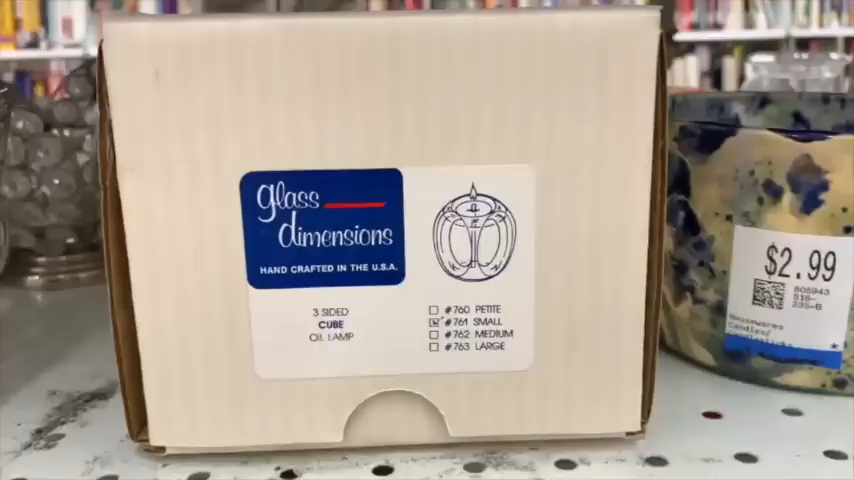 glass
dimensions
HAND CRAFTED IN THE U.S.A.
3 SIDED
CUBE
OIL LAMP
#760 PETITE
#761 SMALL
#762 MEDIUM
#763 LARGE
$2.99
Housewares
Candles/